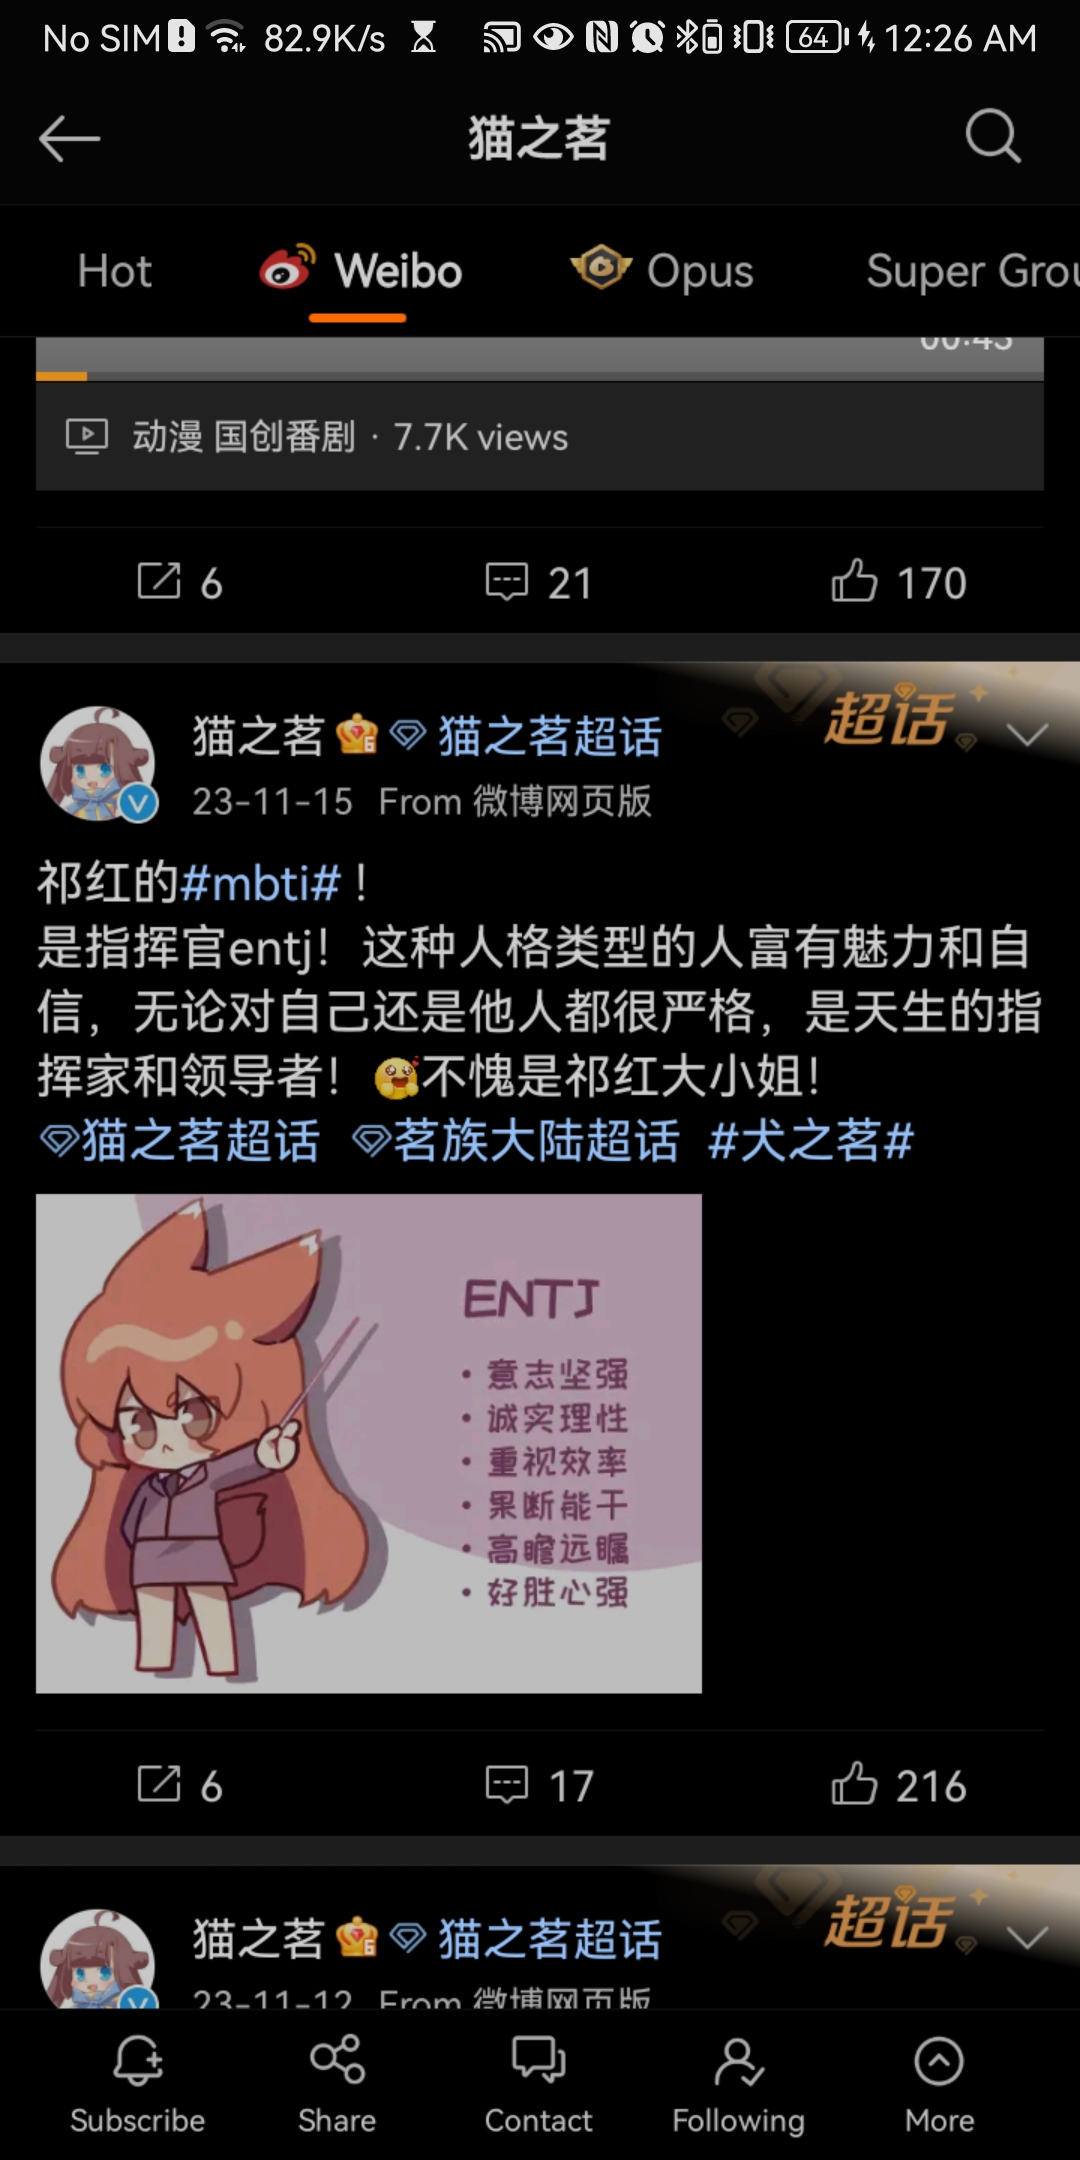 No SIM 82.9K/s 64 12:26 AM
猫之茗
Hot Weibo Opus Super Grou
00:45
动漫 国创番剧 · 7.7K views
6 21 170
猫之茗 6 猫之茗超话 超话
23-11-15 From 微博网页版
祁红的#mbti#！
是指挥官entj！这种人格类型的人富有魅力和自
信，无论对自己还是他人都很严格，是天生的指
挥家和领导者！不愧是祁红大小姐！
猫之茗超话 茗族大陆超话 #犬之茗#
ENTJ
• 意志坚强
• 诚实理性
• 重视效率
• 果断能干
• 高瞻远瞩
• 好胜心强
6 17 216
猫之茗 6 猫之茗超话 超话
23-11-12 From 微博网页版
Subscribe Share Contact Following More